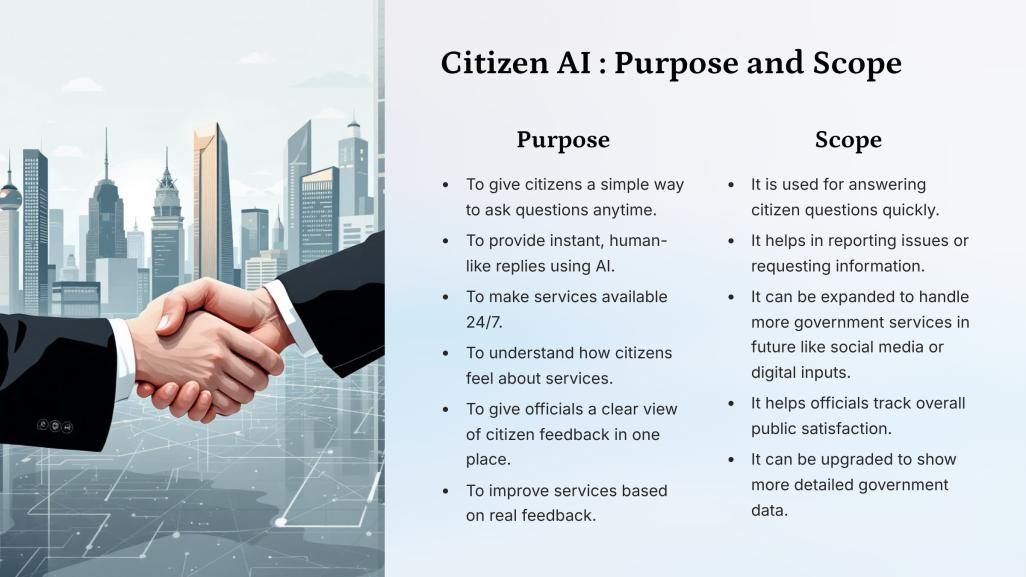 Citizen AI : Purpose and Scope
Purpose
To give citizens a simple way
to ask questions anytime.
To provide instant, human-
like replies using AI.
To make services available
24/7.
To understand how citizens
feel about services.
To give officials a clear view
of citizen feedback in one
place.
To improve services based
on real feedback.
Scope
It is used for answering
citizen questions quickly.
It helps in reporting issues or
requesting information.
It can be expanded to handle
more government services in
future like social media or
digital inputs.
It helps officials track overall
public satisfaction.
It can be upgraded to show
more detailed government
data.